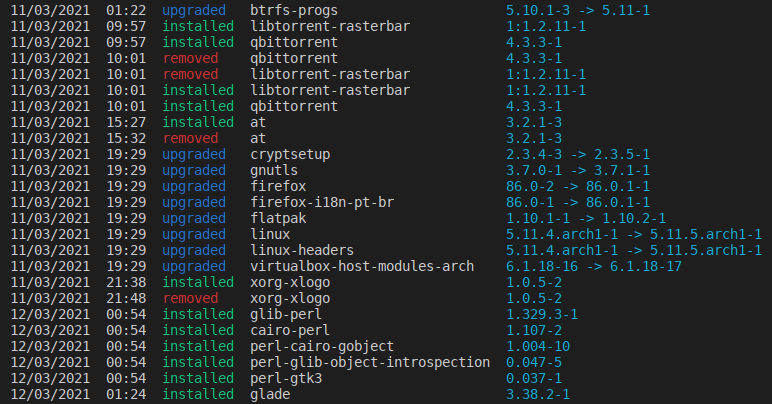 11/03/2021 01:22 upgraded btrfs-progs 5.10.1-3 -> 5.11-1
11/03/2021 09:57 installed libtorrent-rasterbar 1:1.2.11-1
11/03/2021 09:57 installed qbittorrent 4.3.3-1
11/03/2021 10:01 removed qbittorrent 4.3.3-1
11/03/2021 10:01 removed libtorrent-rasterbar 1:1.2.11-1
11/03/2021 10:01 installed libtorrent-rasterbar 1:1.2.11-1
11/03/2021 10:01 installed qbittorrent 4.3.3-1
11/03/2021 15:27 installed at 3.2.1-3
11/03/2021 15:32 removed at 3.2.1-3
11/03/2021 19:29 upgraded cryptsetup 2.3.4-3 -> 2.3.5-1
11/03/2021 19:29 upgraded gnutls 3.7.0-1 -> 3.7.1-1
11/03/2021 19:29 upgraded firefox 86.0-2 -> 86.0.1-1
11/03/2021 19:29 upgraded firefox-i18n-pt-br 86.0-1 -> 86.0.1-1
11/03/2021 19:29 upgraded flatpak 1.10.1-1 -> 1.10.2-1
11/03/2021 19:29 upgraded linux 5.11.4.arch1-1 -> 5.11.5.arch1-1
11/03/2021 19:29 upgraded linux-headers 5.11.4.arch1-1 -> 5.11.5.arch1-1
11/03/2021 19:29 upgraded virtualbox-host-modules-arch 6.1.18-16 -> 6.1.18-17
11/03/2021 21:38 installed xorg-xlogo 1.0.5-2
11/03/2021 21:48 removed xorg-xlogo 1.0.5-2
12/03/2021 00:54 installed glib-perl 1.329.3-1
12/03/2021 00:54 installed cairo-perl 1.107-2
12/03/2021 00:54 installed perl-cairo-gobject 1.004-10
12/03/2021 00:54 installed perl-glib-object-introspection 0.047-5
12/03/2021 00:54 installed perl-gtk3 0.037-1
12/03/2021 01:24 installed glade 3.38.2-1